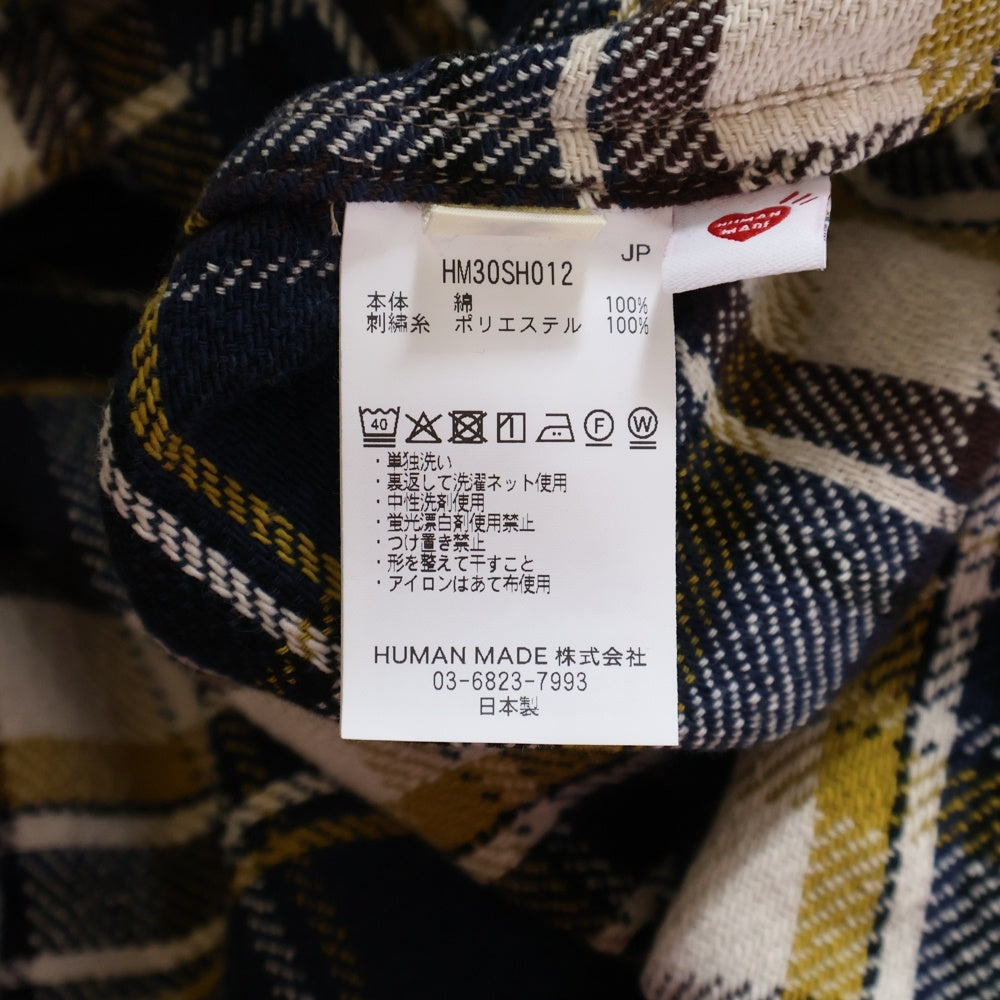 JP
HUMAN
MADE
HM30SH012
本体 綿 100%
刺繍糸 ポリエステル 100%
40 F W
・単独洗い
・裏返して洗濯ネット使用
・中性洗剤使用
・蛍光漂白剤使用禁止
・つけ置き禁止
・形を整えて干すこと
・アイロンはあて布使用
HUMAN MADE 株式会社
03-6823-7993
日本製